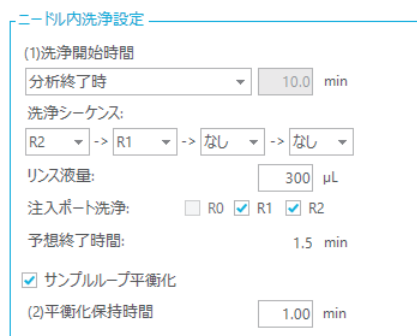 ニードル内洗浄設定
(1)洗浄開始時間
分析終了時 10.0 min
洗浄シーケンス:
R2 -> R1 -> なし -> なし
リンス液量: 300 μL
注入ポート洗浄: R0 R1 R2
予想終了時間: 1.5 min
サンプルループ平衡化
(2)平衡化保持時間 1.00 min